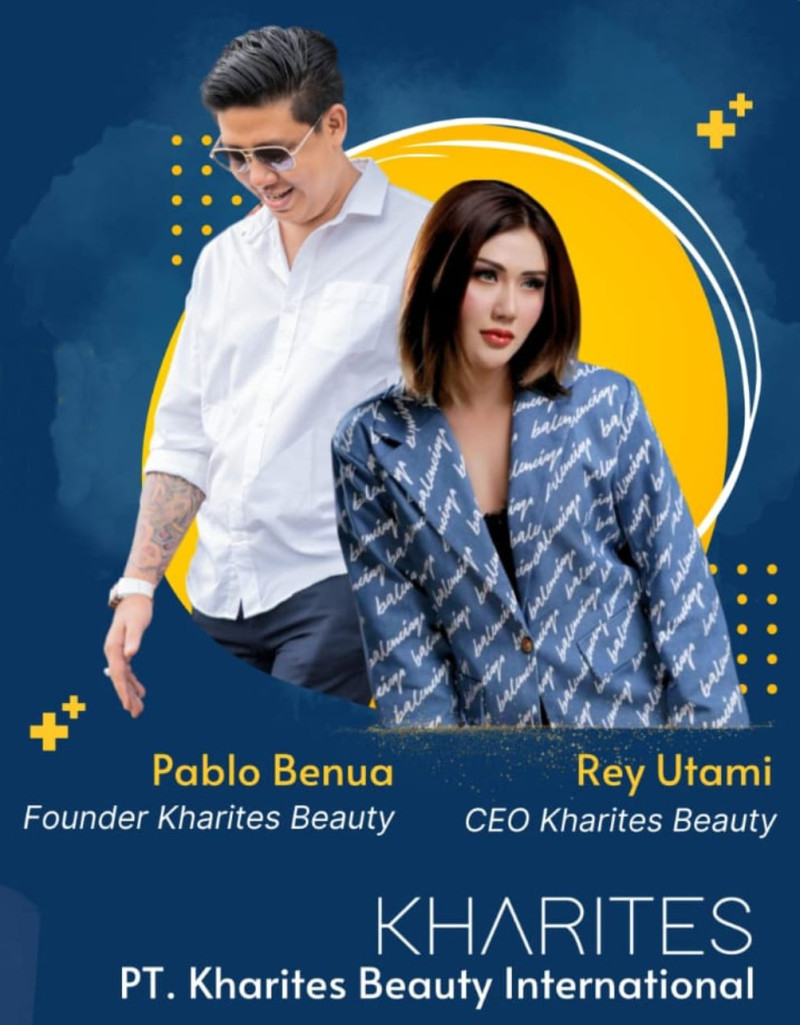 Pablo Benua
Founder Kharites Beauty
Rey Utami
CEO Kharites Beauty
KHARITES
PT. Kharites Beauty International